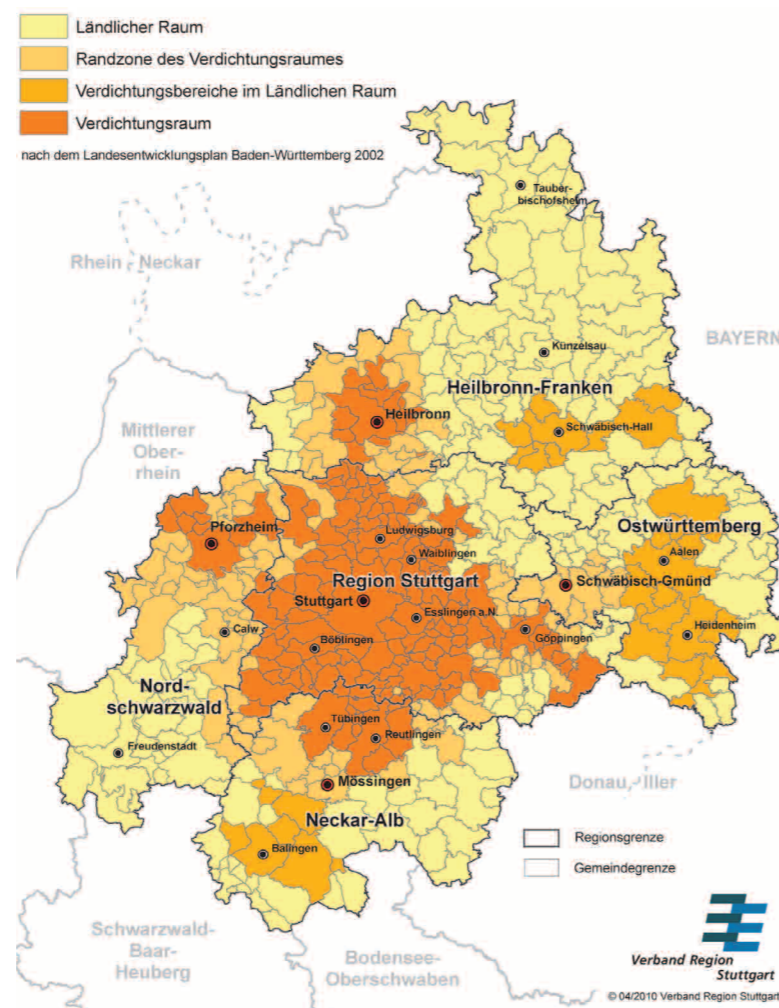 Ländlicher Raum
Randzone des Verdichtungsraumes
Verdichtungsbereiche im Ländlichen Raum
Verdichtungsraum
nach dem Landesentwicklungsplan Baden-Württemberg 2002
Tauber-
bischofsheim
Rhein - Neckar
BAYERN
Künzelsau
Heilbronn-Franken
Heilbronn
Schwäbisch-Hall
Mittlerer
Ober-
rhein
Pforzheim
Ostwürttemberg
Ludwigsburg
Waiblingen
Aalen
Region Stuttgart
Schwäbisch-Gmünd
Stuttgart
Esslingen a.N.
Calw
Göppingen
Heidenheim
Böblingen
Nord-
schwarzwald
Tübingen
Reutlingen
Freudenstadt
Mössingen
Donau, Iller
Neckar-Alb
Regionsgrenze
Balingen
Gemeindegrenze
Schwarzwald-
Baar-
Heuberg
Bodensee-
Oberschwaben
Verband Region
Stuttgart
© 04/2010 Verband Region Stuttgart